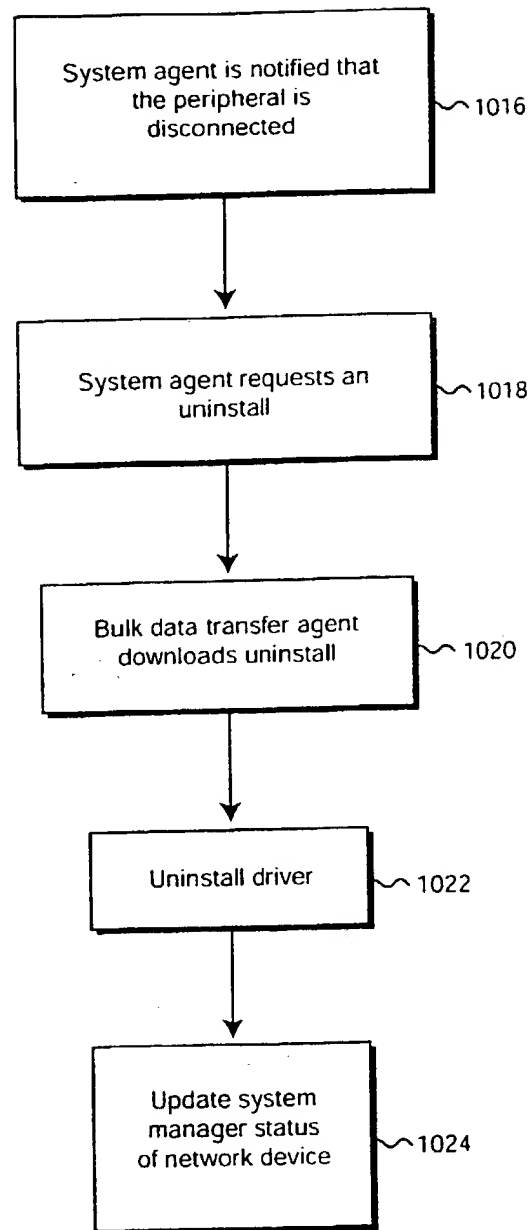 System agent is notified that
the peripheral is
disconnected
1016
System agent requests an
uninstall
1018
Bulk data transfer agent
downloads uninstall
1020
Uninstall driver
1022
Update system
manager status
of network device
1024